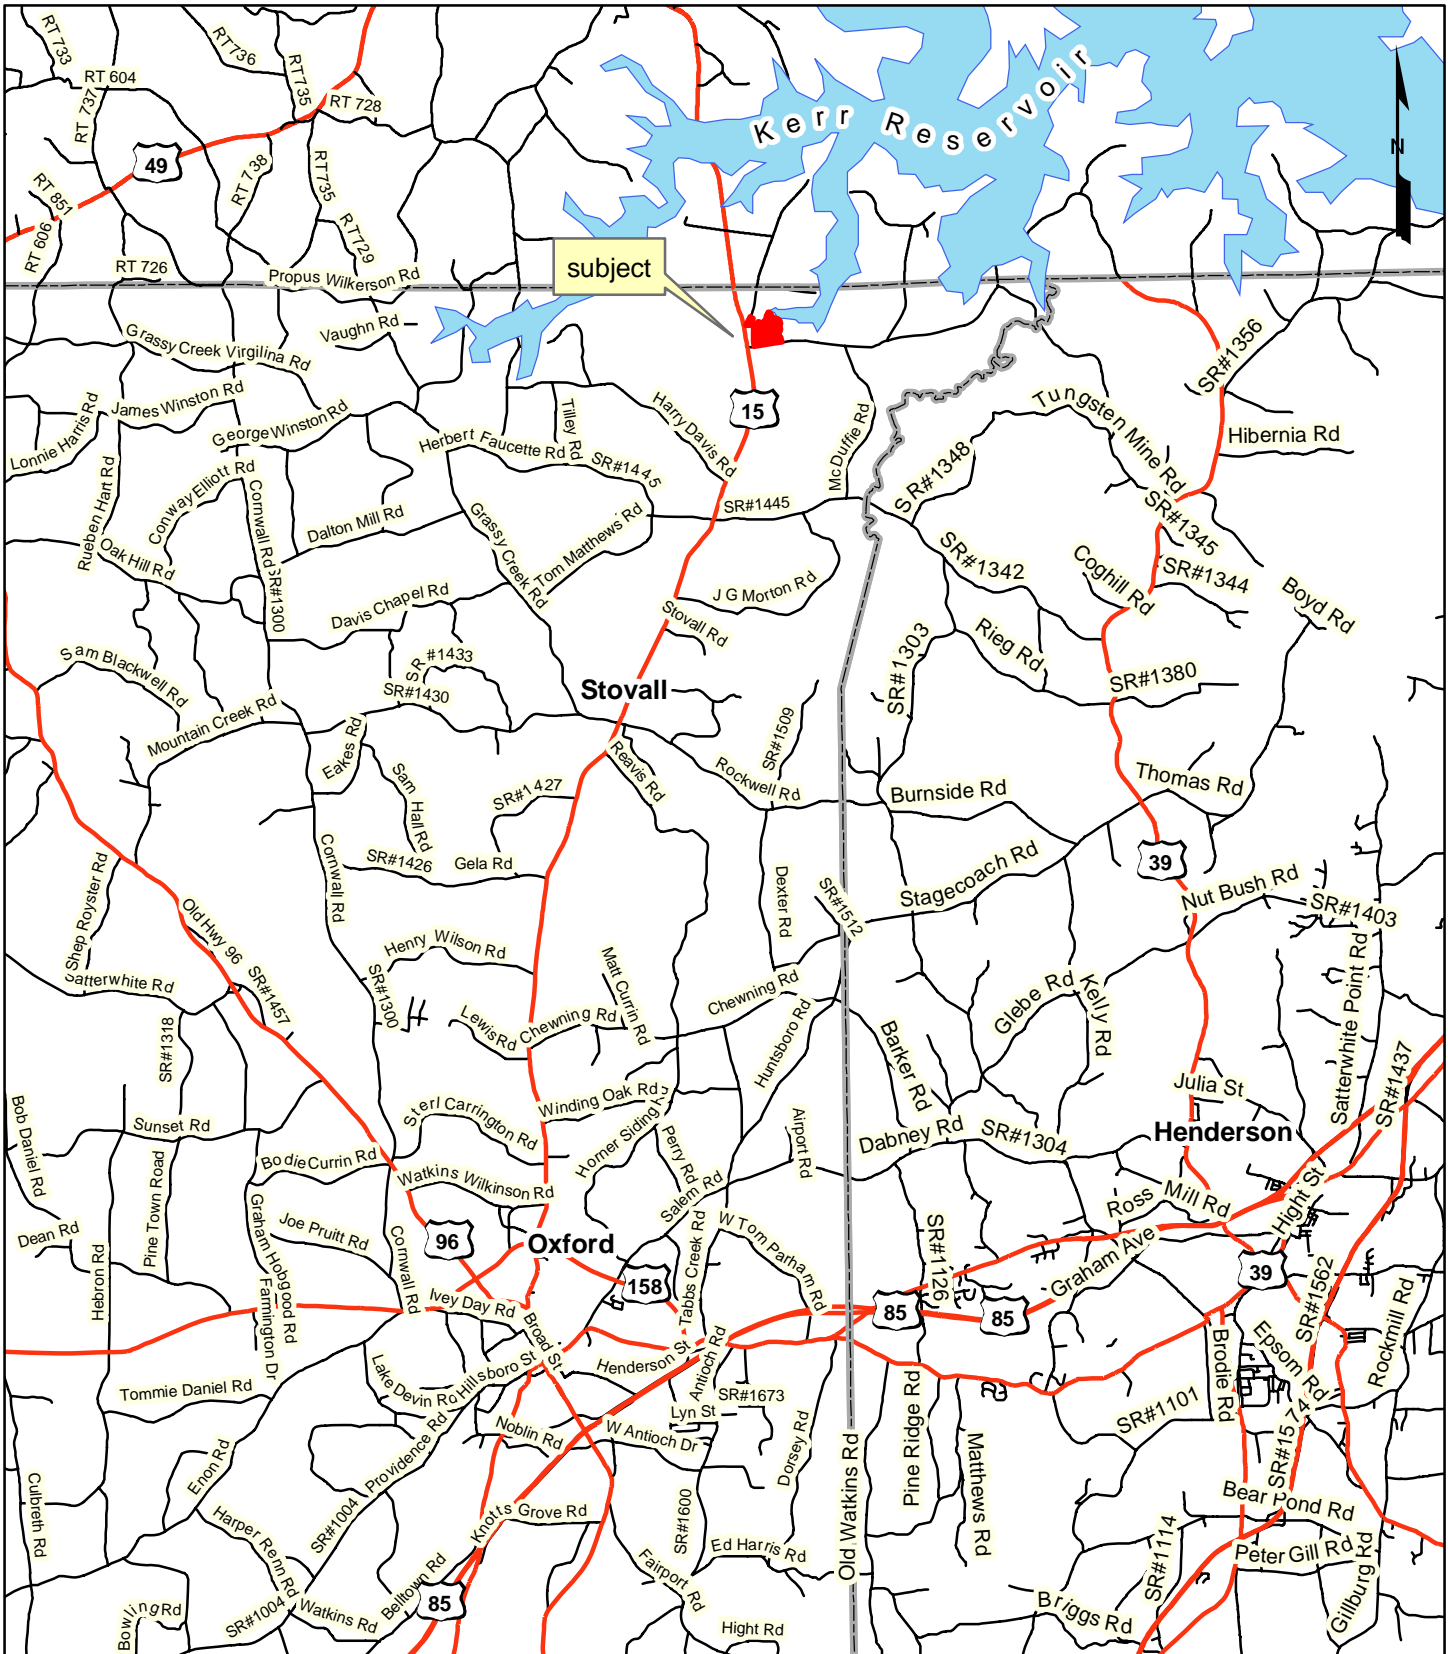 RT 733
RT 736
RT 735
RT 604
RT 737
RT 728
49
RT 738
RT 735
RT 851
RT 606
RT 729
RT 726
Kerr Reservoir
N
subject
Propus Wilkerson Rd
Vaughn Rd
Grassy Creek Virgilina Rd
James Winston Rd
Lonnie Harris Rd
George Winston Rd
Tilley Rd
Harry Davis Rd
15
McDuffie Rd
SR#1356
Tungsten Mine Rd
Hibernia Rd
Herbert Faucette Rd
SR#1445
SR#1348
Conway Elliott Rd
Rueben Hart Rd
Cornwall Rd
SR#1300
Dalton Mill Rd
Grassy Creek Rd
Tom Matthews Rd
SR#1445
SR#1345
Oak Hill Rd
SR#1342
SR#1344
Coghill Rd
Boyd Rd
J G Morton Rd
Davis Chapel Rd
Stovall Rd
SR#1303
Rieg Rd
Sam Blackwell Rd
SR #1433
SR#1430
Stovall
SR#1380
Mountain Creek Rd
Eakes Rd
SR#1509
Reavis Rd
Rockwell Rd
Sam Hall Rd
SR#1427
Burnside Rd
Thomas Rd
Cornwall Rd
SR#1426
Gela Rd
39
Stagecoach Rd
Shep Royster Rd
Dexter Rd
SR#1512
Nut Bush Rd
SR#1403
Old Hwy 96
SR#1457
Henry Wilson Rd
Matt Currin Rd
Satterwhite Rd
SR#1300
Chewning Rd
Glebe Rd
Kelly Rd
Satterwhite Point Rd
Lewis Rd
Chewning Rd
Huntsboro Rd
Barker Rd
SR#1318
SR#1437
Julia St
Bob Daniel Rd
Sunset Rd
Sterl Carrington Rd
Winding Oak Rd
Horner Siding Rd
Airport Rd
Dabney Rd
SR#1304
Henderson
Pine Town Road
Bodie Currin Rd
Perry Rd
Watkins Wilkinson Rd
Salem Rd
Ross Mill Rd
Hight St
Dean Rd
Graham Hobgood Rd
Joe Pruitt Rd
Cornwall Rd
96
Oxford
W Tom Parham Rd
SR#1126
Graham Ave
39
Hebron Rd
158
Tabbs Creek Rd
SR#1562
Farmington Dr
Ivey Day Rd
Broad St
85
85
Rockmill Rd
Epsom Rd
Brodie Rd
Henderson St
Antioch Rd
Lake Devin Rd
Hillsboro St
Tommie Daniel Rd
SR#1673
Lyn St
Pine Ridge Rd
SR#1101
SR#1574
Noblin Rd
W Antioch Dr
Dorsey Rd
Old Watkins Rd
Matthews Rd
Enon Rd
Providence Rd
SR#1004
Culbreth Rd
Harper Renn Rd
Knotts Grove Rd
SR#1600
Bear Pond Rd
SR#1114
Ed Harris Rd
Peter Gill Rd
Gillburg Rd
Belltown Rd
Fairport Rd
85
Bowling Rd
SR#1004
Watkins Rd
Hight Rd
Briggs Rd